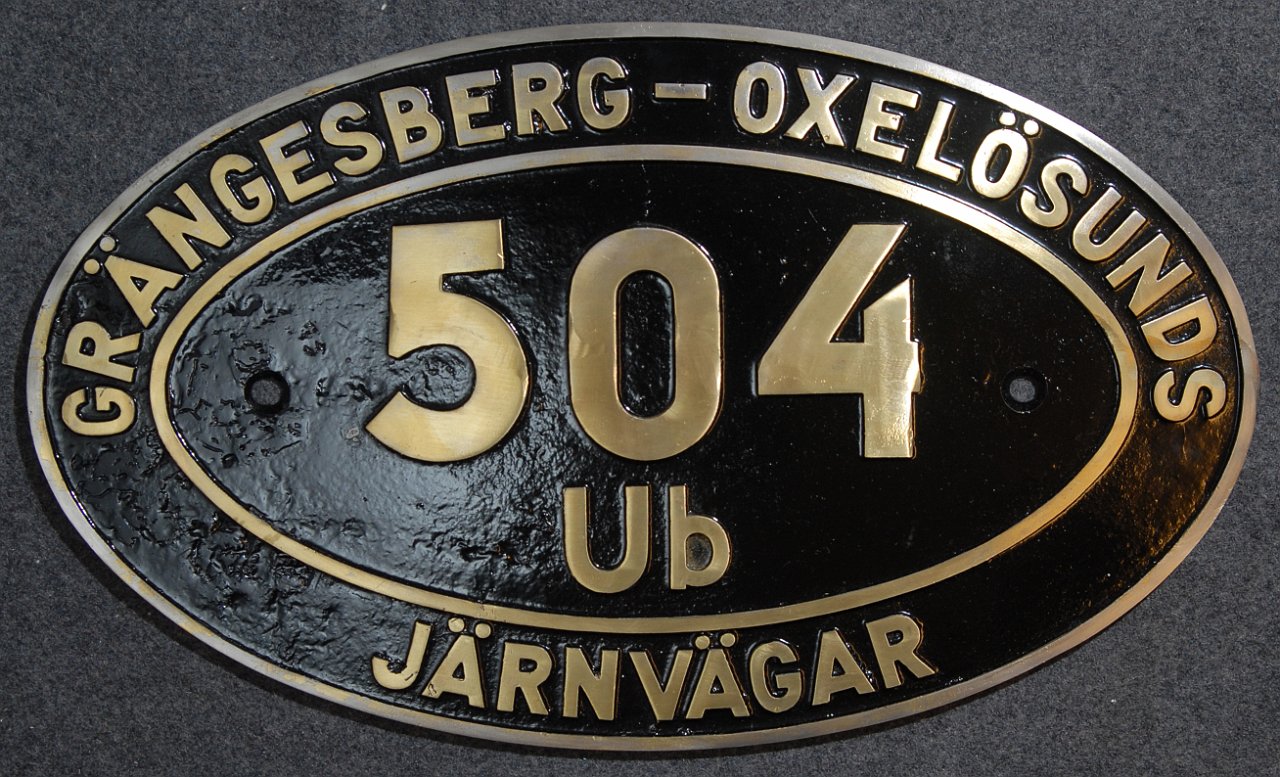 GRÄNGESBERG – OXELÖSUNDS
504
Ub
JÄRNVÄGAR